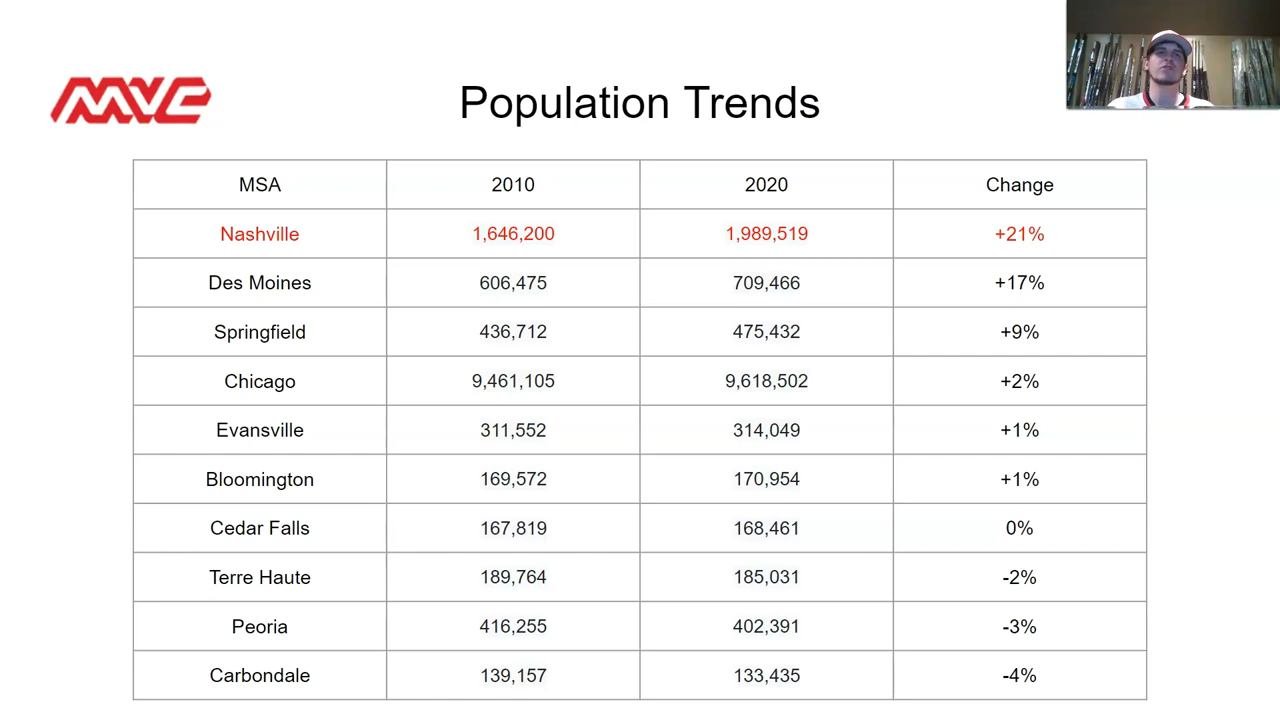 MVC
Population Trends
MSA 2010 2020 Change
Nashville 1,646,200 1,989,519 +21%
Des Moines 606,475 709,466 +17%
Springfield 436,712 475,432 +9%
Chicago 9,461,105 9,618,502 +2%
Evansville 311,552 314,049 +1%
Bloomington 169,572 170,954 +1%
Cedar Falls 167,819 168,461 0%
Terre Haute 189,764 185,031 -2%
Peoria 416,255 402,391 -3%
Carbondale 139,157 133,435 -4%